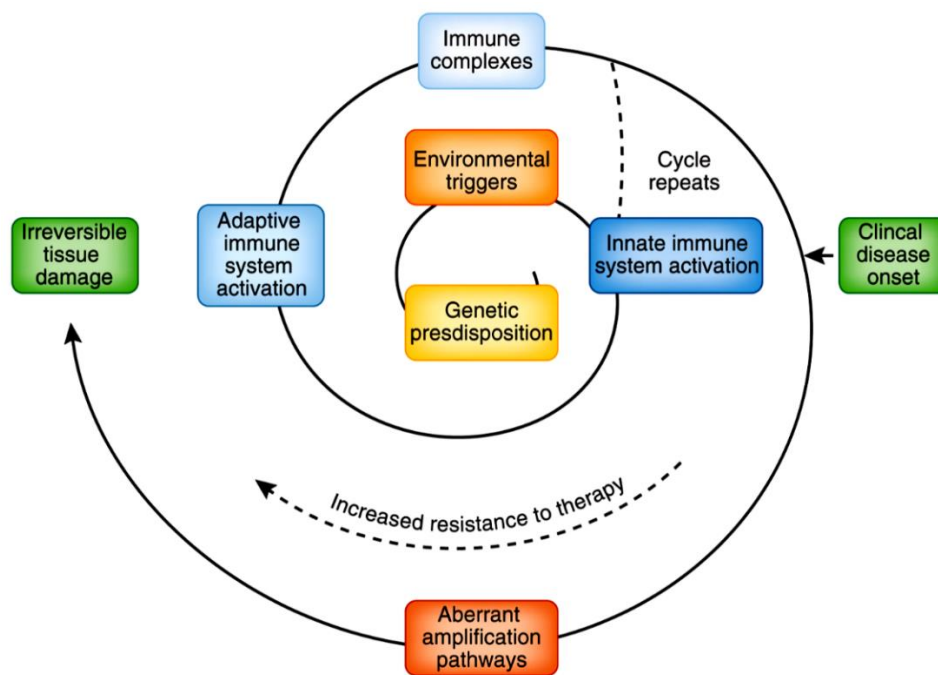 Immune
complexes
Environmental
triggers
Cycle
repeats
Irreversible
tissue
damage
Adaptive
immune
system
activation
Innate immune
system activation
Clincal
disease
onset
Genetic
presdisposition
Increased resistance to therapy
Aberrant
amplification
pathways